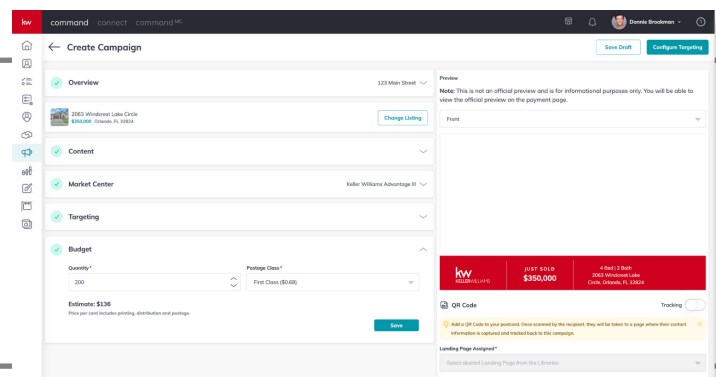 kw command connect command MC Donnie Brookman
← Create Campaign Save Draft Configure Targeting
Overview 123 Main Street
2063 Windcrest Lake Circle
$350,000 Orlando, FL 32824
Change Listing
Content
Market Center Keller Williams Advantage III
Targeting
Budget
Quantity* Postage Class*
200 First Class ($0.68)
Estimate: $136
Price per card includes printing, distribution and postage.
Save
Preview
Note: This is not an official preview and is for informational purposes only. You will be able to
view the official preview on the payment page.
Front
kw
KELLERWILLIAMS
JUST SOLD
$350,000
4 Bed | 2 Bath
2063 Windcrest Lake
Circle, Orlando, FL 32824
QR Code Tracking
Add a QR Code to your postcard. Once scanned by the recipient, they will be taken to a page where their contact
information is captured and tracked back to this campaign.
Landing Page Assigned*
Select desired Landing Page from the Libraries